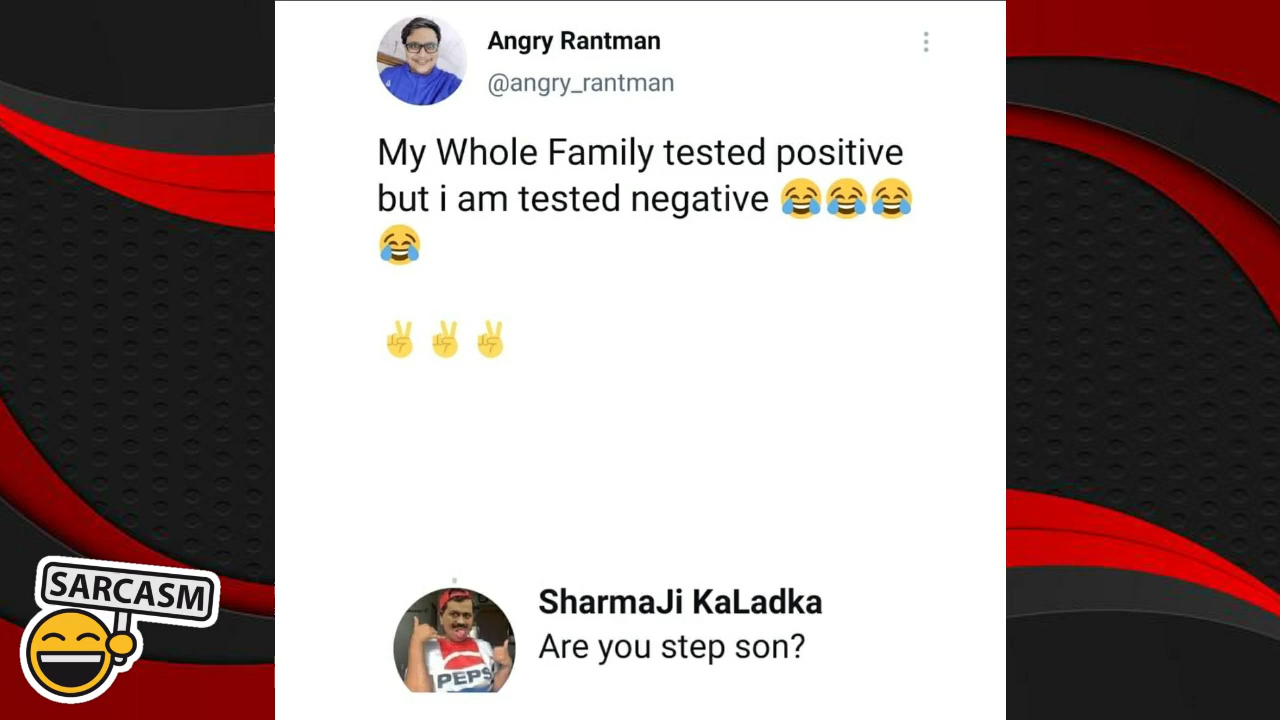 Angry Rantman
@angry_rantman
My Whole Family tested positive
but i am tested negative 😂😂😂
😂
✌✌✌
SharmaJi KaLadka
Are you step son?
PEPS
SARCASM